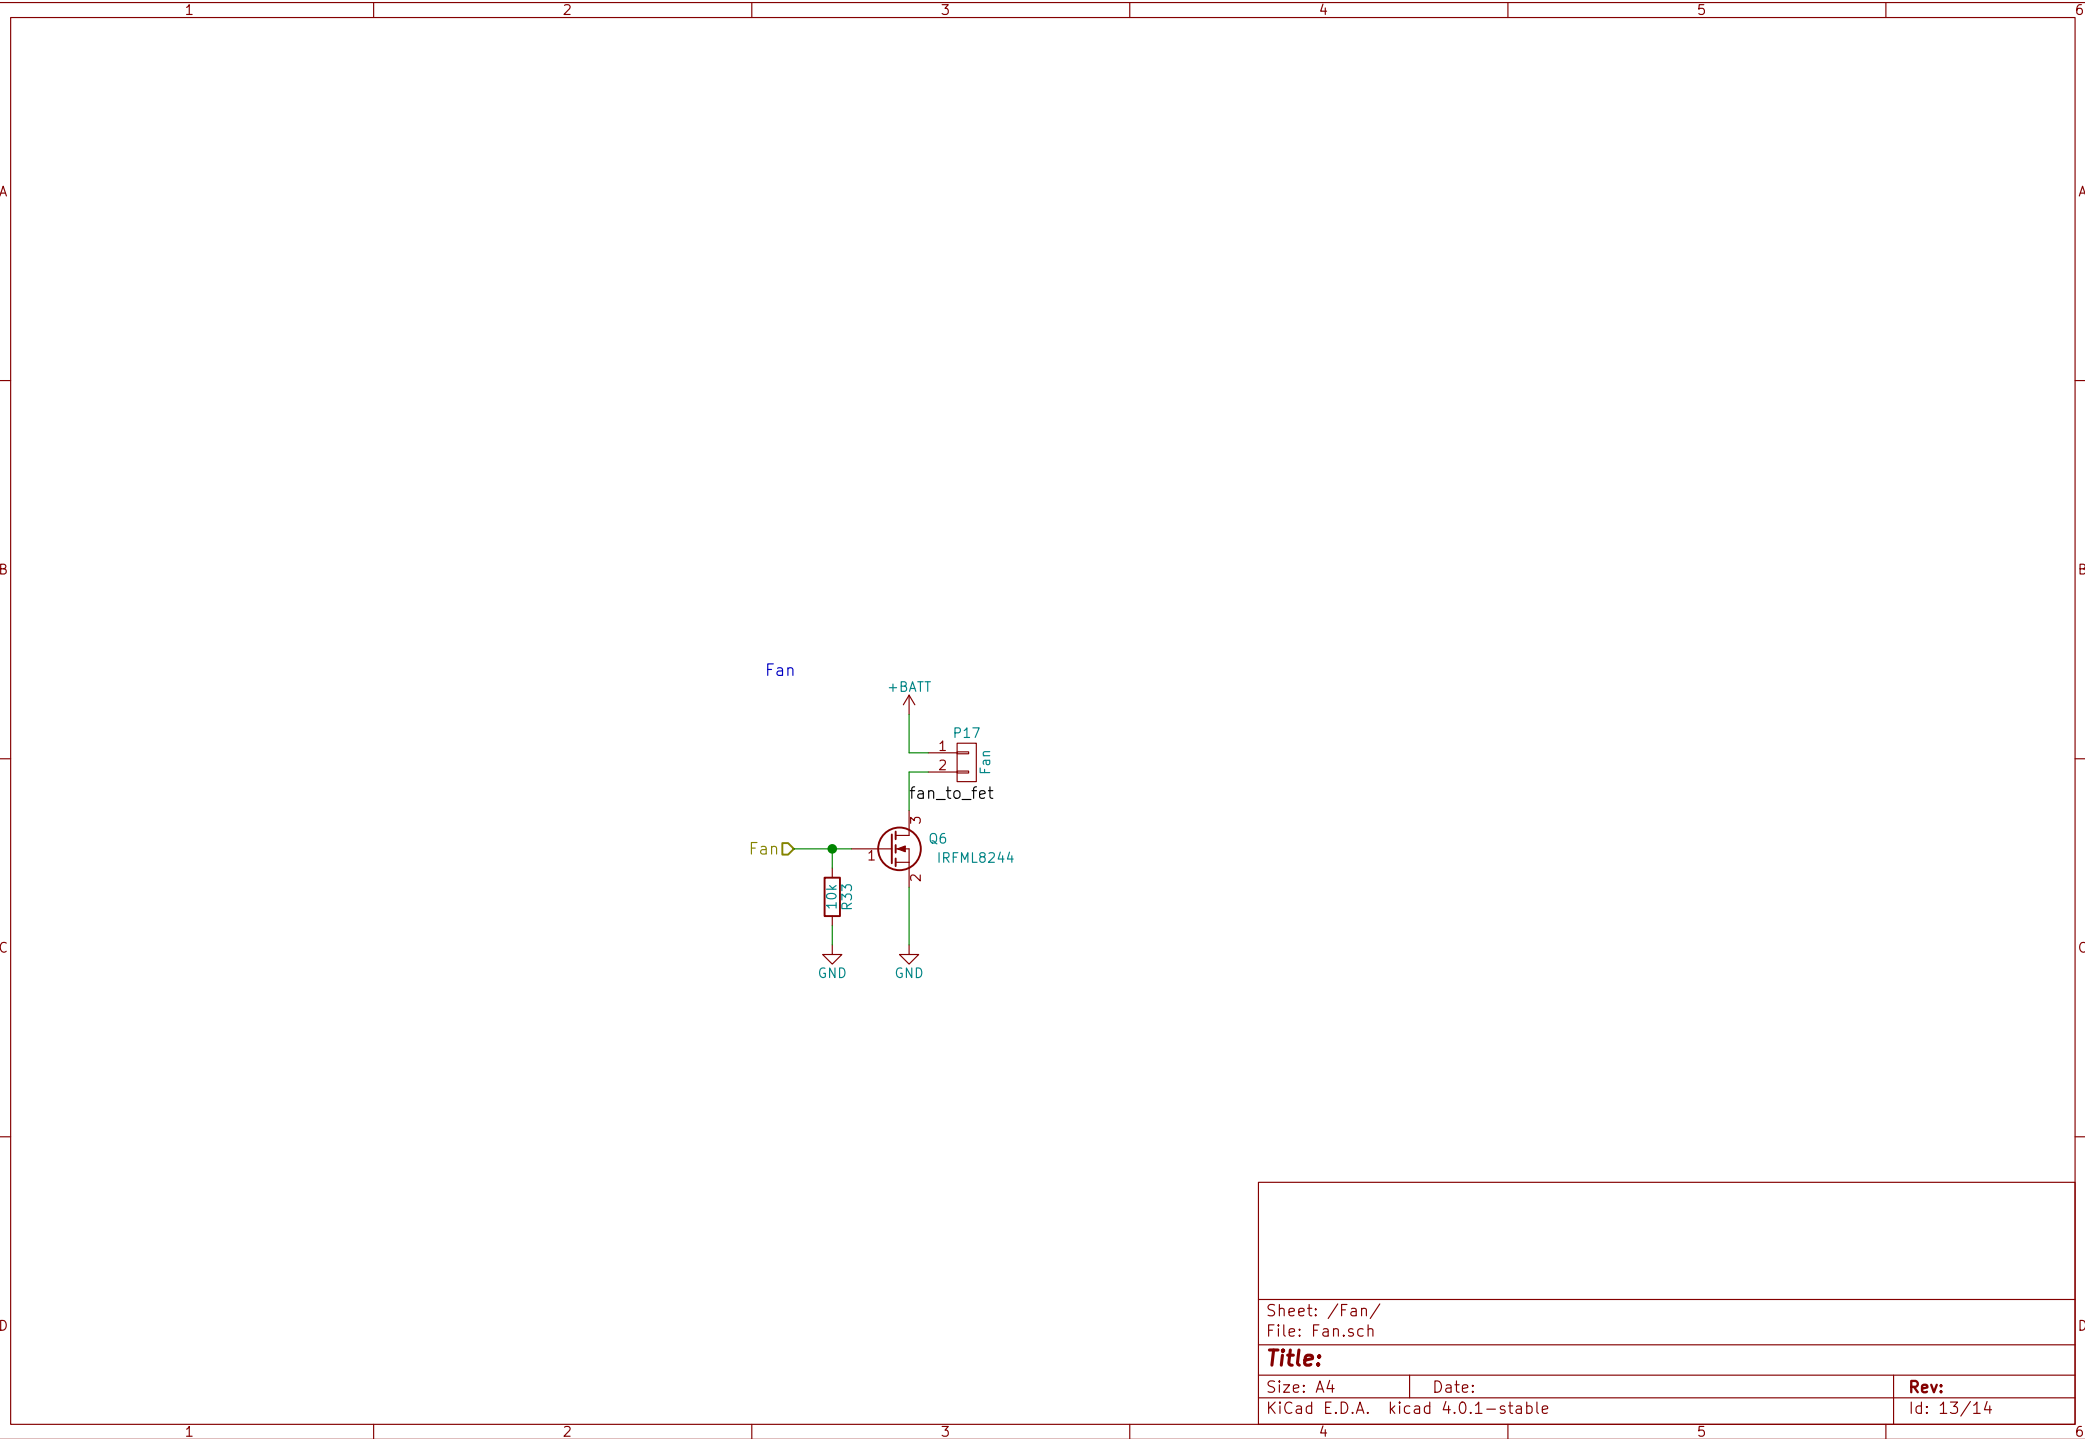 1 2 3 4 5 6
A A
Fan
+BATT
P17
1
2
Fan
fan_to_fet
3
Q6
IRFML8244
Fan
1
2
10k
R33
GND GND
B B
C C
D D
Sheet: /Fan/
File: Fan.sch
Title:
Size: A4 Date: Rev:
KiCad E.D.A. kicad 4.0.1-stable Id: 13/14
1 2 3 4 5 6